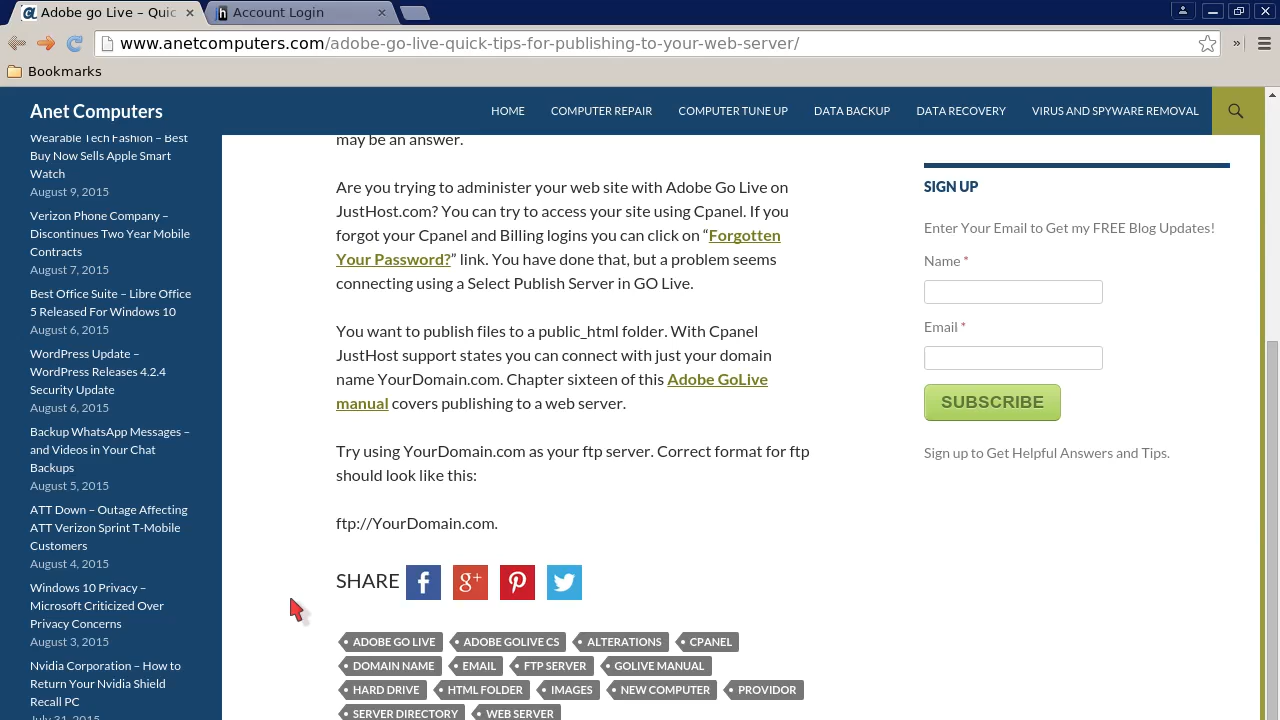 Adobe go Live – Quic
Account Login
www.anetcomputers.com/adobe-go-live-quick-tips-for-publishing-to-your-web-server/
»
Bookmarks
Anet Computers
HOME
COMPUTER REPAIR
COMPUTER TUNE UP
DATA BACKUP
DATA RECOVERY
VIRUS AND SPYWARE REMOVAL
Wearable Tech Fashion – Best
Buy Now Sells Apple Smart
Watch
August 9, 2015
Verizon Phone Company –
Discontinues Two Year Mobile
Contracts
August 7, 2015
Best Office Suite – Libre Office
5 Released For Windows 10
August 6, 2015
WordPress Update –
WordPress Releases 4.2.4
Security Update
August 6, 2015
Backup WhatsApp Messages –
and Videos in Your Chat
Backups
August 5, 2015
ATT Down – Outage Affecting
ATT Verizon Sprint T-Mobile
Customers
August 4, 2015
Windows 10 Privacy –
Microsoft Criticized Over
Privacy Concerns
August 3, 2015
Nvidia Corporation – How to
Return Your Nvidia Shield
Recall PC
July 31, 2015
may be an answer.
Are you trying to administer your web site with Adobe Go Live on
JustHost.com? You can try to access your site using Cpanel. If you
forgot your Cpanel and Billing logins you can click on “Forgotten
Your Password?” link. You have done that, but a problem seems
connecting using a Select Publish Server in GO Live.
You want to publish files to a public_html folder. With Cpanel
JustHost support states you can connect with just your domain
name YourDomain.com. Chapter sixteen of this Adobe GoLive
manual covers publishing to a web server.
Try using YourDomain.com as your ftp server. Correct format for ftp
should look like this:
ftp://YourDomain.com.
SHARE
ADOBE GO LIVE
ADOBE GOLIVE CS
ALTERATIONS
CPANEL
DOMAIN NAME
EMAIL
FTP SERVER
GOLIVE MANUAL
HARD DRIVE
HTML FOLDER
IMAGES
NEW COMPUTER
PROVIDOR
SERVER DIRECTORY
WEB SERVER
SIGN UP
Enter Your Email to Get my FREE Blog Updates!
Name *
Email *
SUBSCRIBE
Sign up to Get Helpful Answers and Tips.